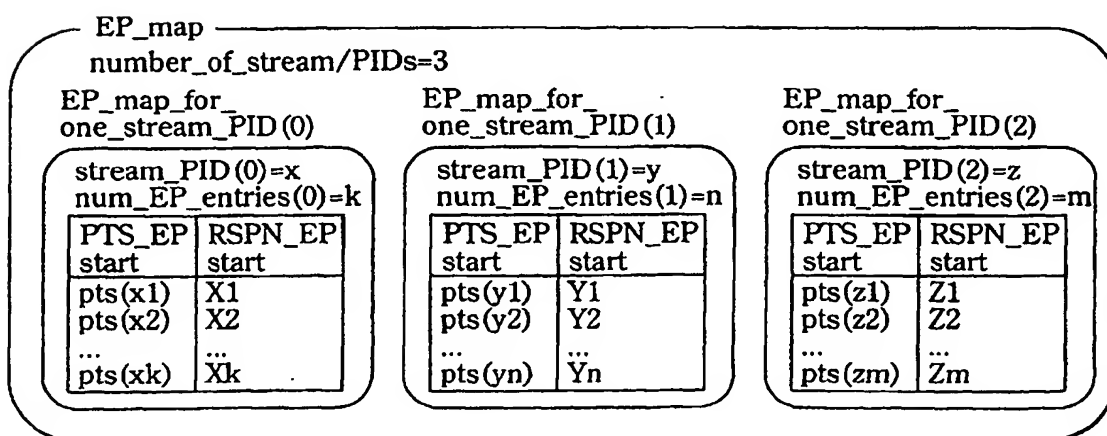 EP_map
number_of_stream/PIDs=3
EP_map_for_
one_stream_PID(0)
stream_PID(0)=x
num_EP_entries(0)=k
PTS_EP RSPN_EP
start start
pts(x1) X1
pts(x2) X2
... ...
pts(xk) Xk
EP_map_for_
one_stream_PID(1)
stream_PID(1)=y
num_EP_entries(1)=n
PTS_EP RSPN_EP
start start
pts(y1) Y1
pts(y2) Y2
... ...
pts(yn) Yn
EP_map_for_
one_stream_PID(2)
stream_PID(2)=z
num_EP_entries(2)=m
PTS_EP RSPN_EP
start start
pts(z1) Z1
pts(z2) Z2
... ...
pts(zm) Zm